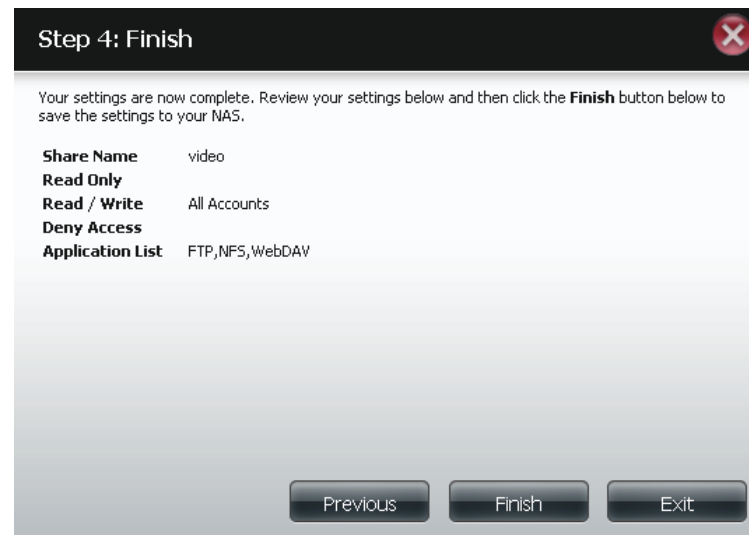 Step 4: Finish
Your settings are now complete. Review your settings below and then click the Finish button below to
save the settings to your NAS.
Share Name video
Read Only
Read / Write All Accounts
Deny Access
Application List FTP,NFS,WebDAV
Previous Finish Exit